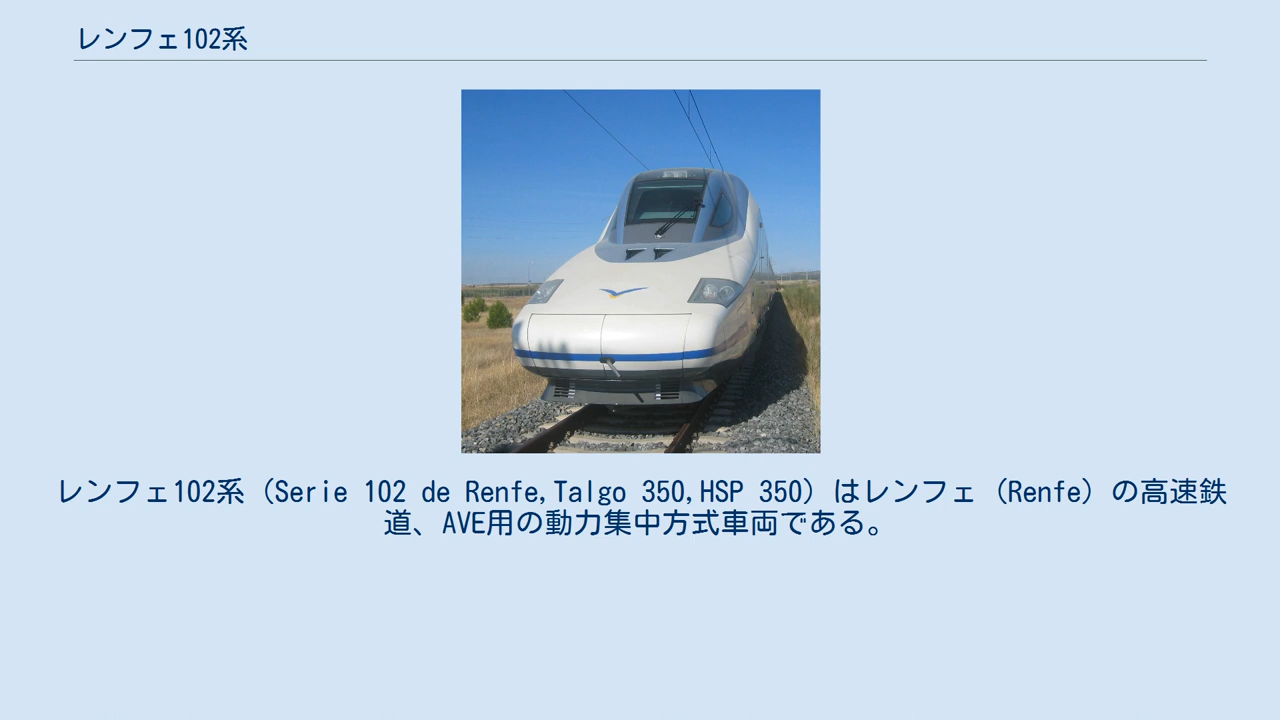 レンフェ102系
レンフェ102系（Serie 102 de Renfe,Talgo 350,HSP 350）はレンフェ（Renfe）の高速鉄
道、AVE用の動力集中方式車両である。